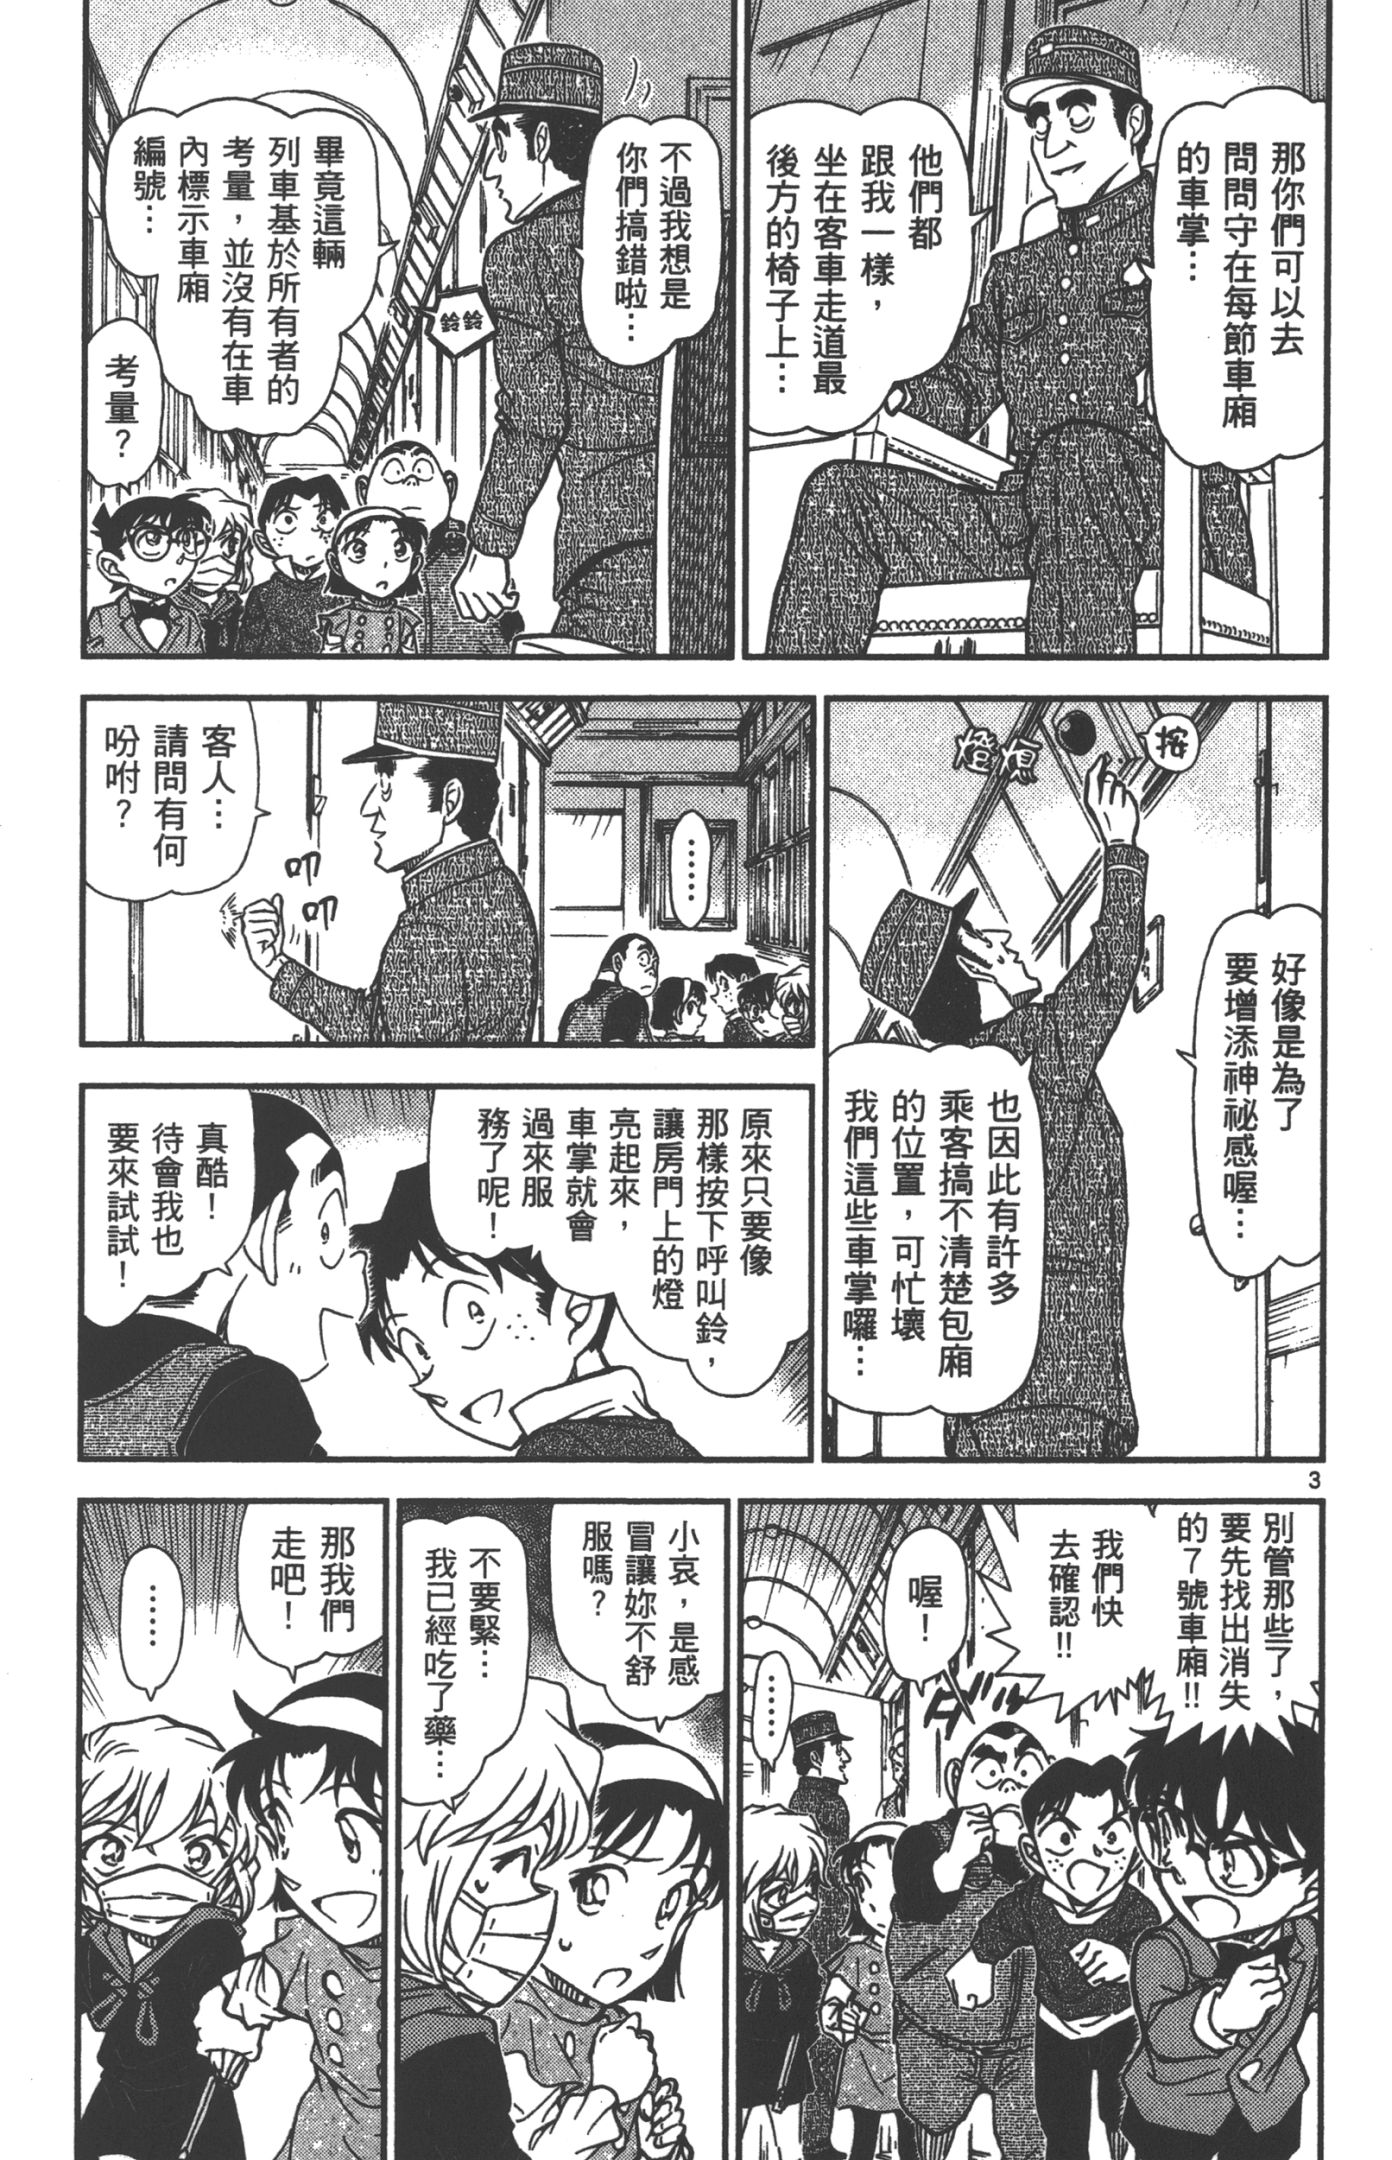 那你們可以去
問問守在每節車廂
的車掌…
他們都
跟我一樣，
坐在客車走道最
後方的椅子上…
不過我想是
你們搞錯啦…
鈴鈴
畢竟這輛
列車基於所有者的
考量，並沒有在車
內標示車廂
編號…
考量？
按
燈滅
好像是為了
要增添神祕感喔…
也因此有許多
乘客搞不清楚包廂
的位置，可忙壞
我們這些車掌囉…
……
叩
叩
客人…
請問有何
吩咐？
原來只要像
那樣按下呼叫鈴，
讓房門上的燈
亮起來，
車掌就會
過來服
務了呢！
真酷！
待會我也
要來試試！
3
別管那些了，
要先找出消失
的7號車廂!!
我們快
去確認!!
喔！
ダッ
……
小哀，是感
冒讓妳不舒
服嗎？
不要緊…
我已經吃了藥…
那我們
走吧！
……